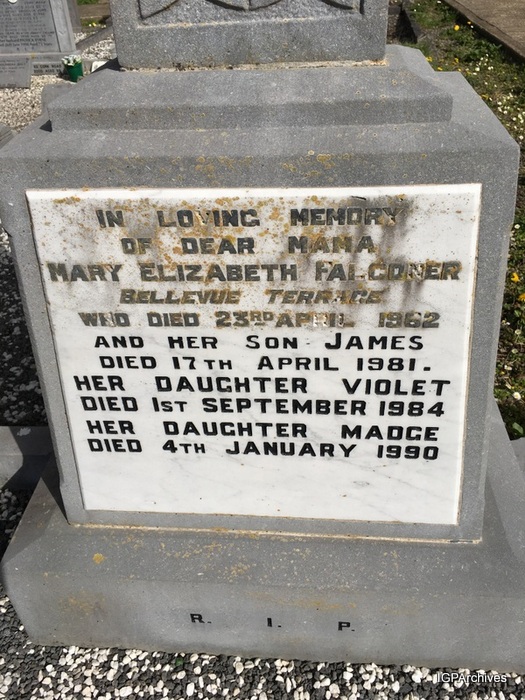 IN LOVING MEMORY
OF DEAR MAMA
MARY ELIZABETH FALCONER
BELLEVUE TERRACE
WHO DIED 23RD APRIL 1962
AND HER SON JAMES
DIED 17TH APRIL 1981.
HER DAUGHTER VIOLET
DIED 1ST SEPTEMBER 1984
HER DAUGHTER MADGE
DIED 4TH JANUARY 1990
R. I. P.
IGPArchives